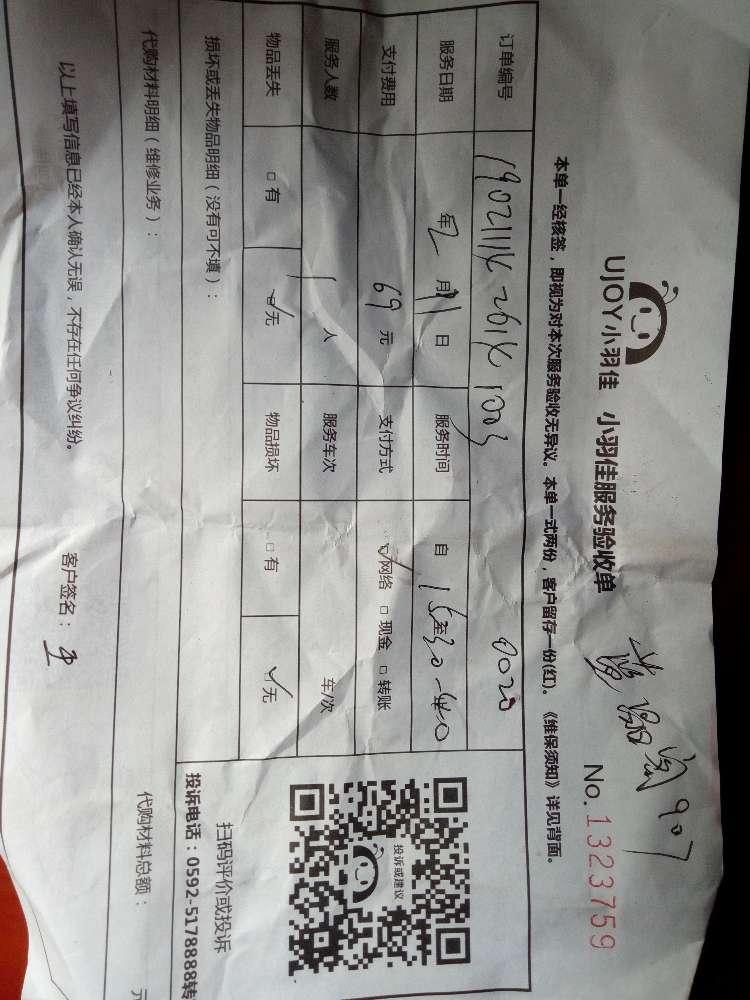 UJOY小羽佳 小羽佳服务验收单
No.1323759
本单一经核签，即视为对本次服务验收无异议。本单一式两份，客户留存一份(红)。《维保须知》详见背面。
订单编号
服务日期 年2月11日 服务时间 自 至
支付费用 69元 支付方式 ☑网络 □现金 □转账
服务人数 1人 服务车次 车/次
物品丢失 □有 ☑无 物品损坏 □有 ☑无
损坏或丢失物品明细（没有可不填）：
代购材料明细（维修业务）： 代购材料总额： 元
以上填写信息已经本人确认无误，不存在任何争议纠纷。 客户签名：
投诉或建议
扫码评价或投诉
投诉电话：0592-5178888转